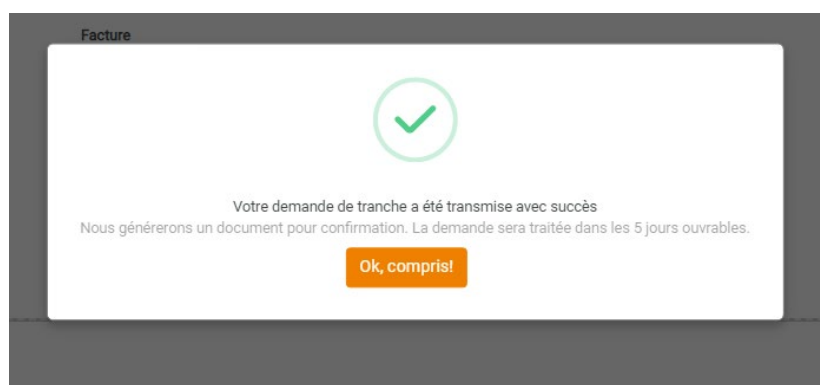 Facture
Votre demande de tranche a été transmise avec succès
Nous générerons un document pour confirmation. La demande sera traitée dans les 5 jours ouvrables.
Ok, compris!